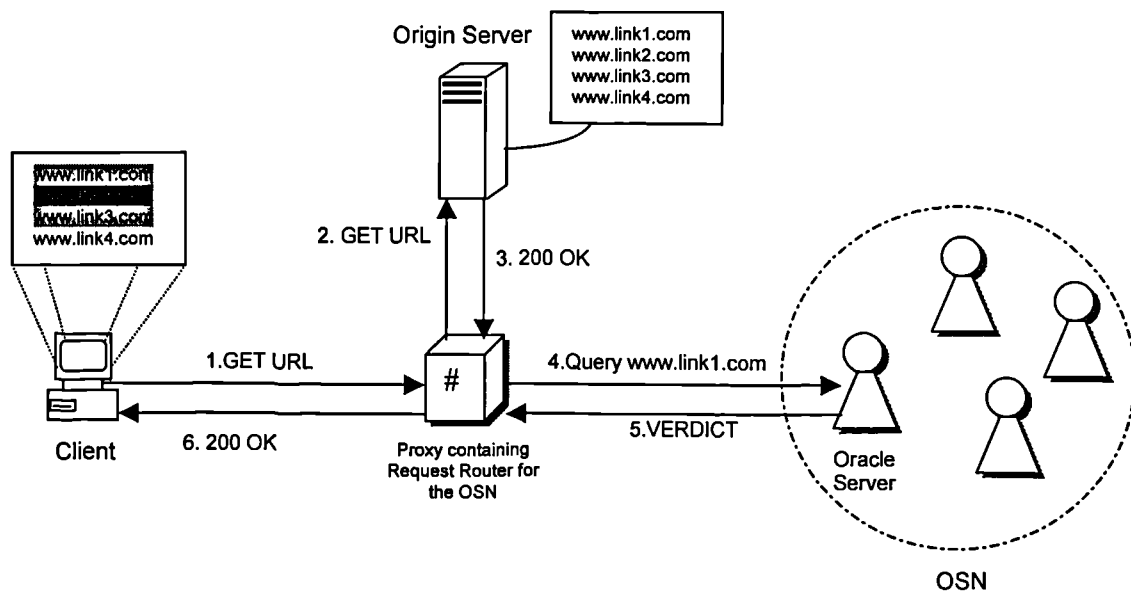 Origin Server
www.link1.com
www.link2.com
www.link3.com
www.link4.com
www.link1.com
www.link3.com
www.link4.com
2. GET URL
3. 200 OK
1.GET URL
#
4.Query www.link1.com
6. 200 OK
5.VERDICT
Client
Proxy containing
Request Router for
the OSN
Oracle
Server
OSN